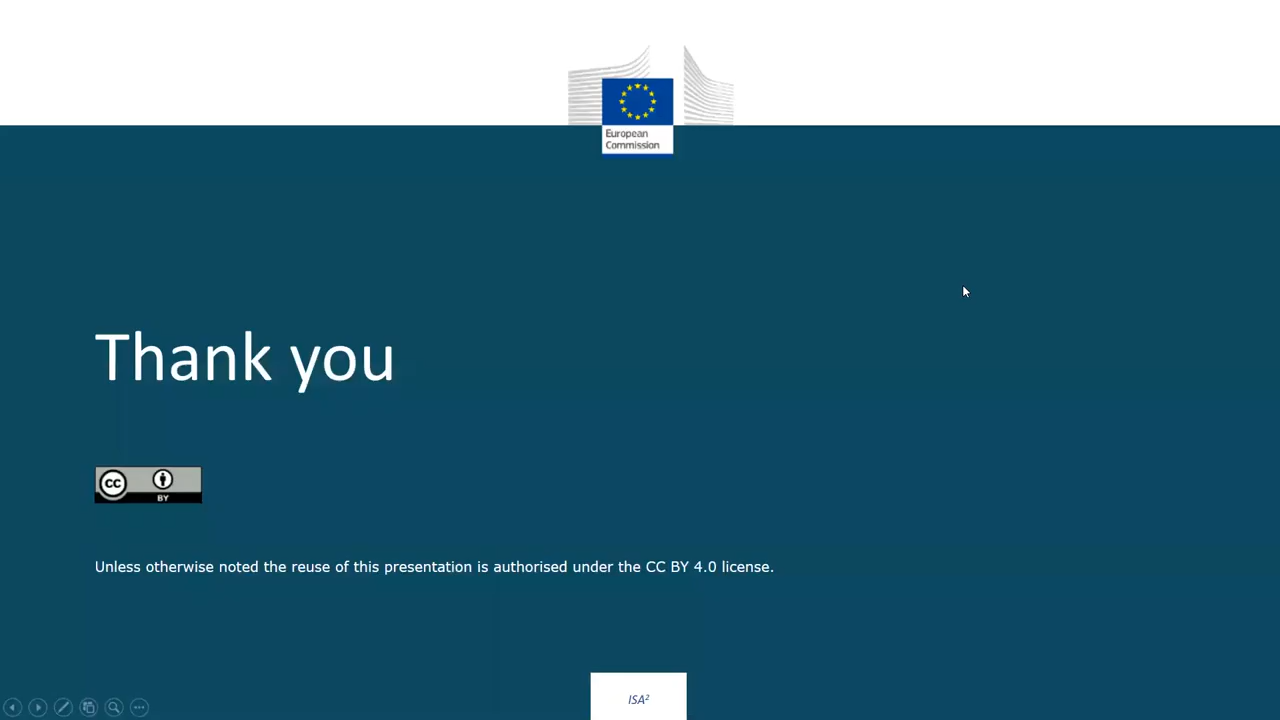 European
Commission
Thank you
cc
BY
Unless otherwise noted the reuse of this presentation is authorised under the CC BY 4.0 license.
ISA²